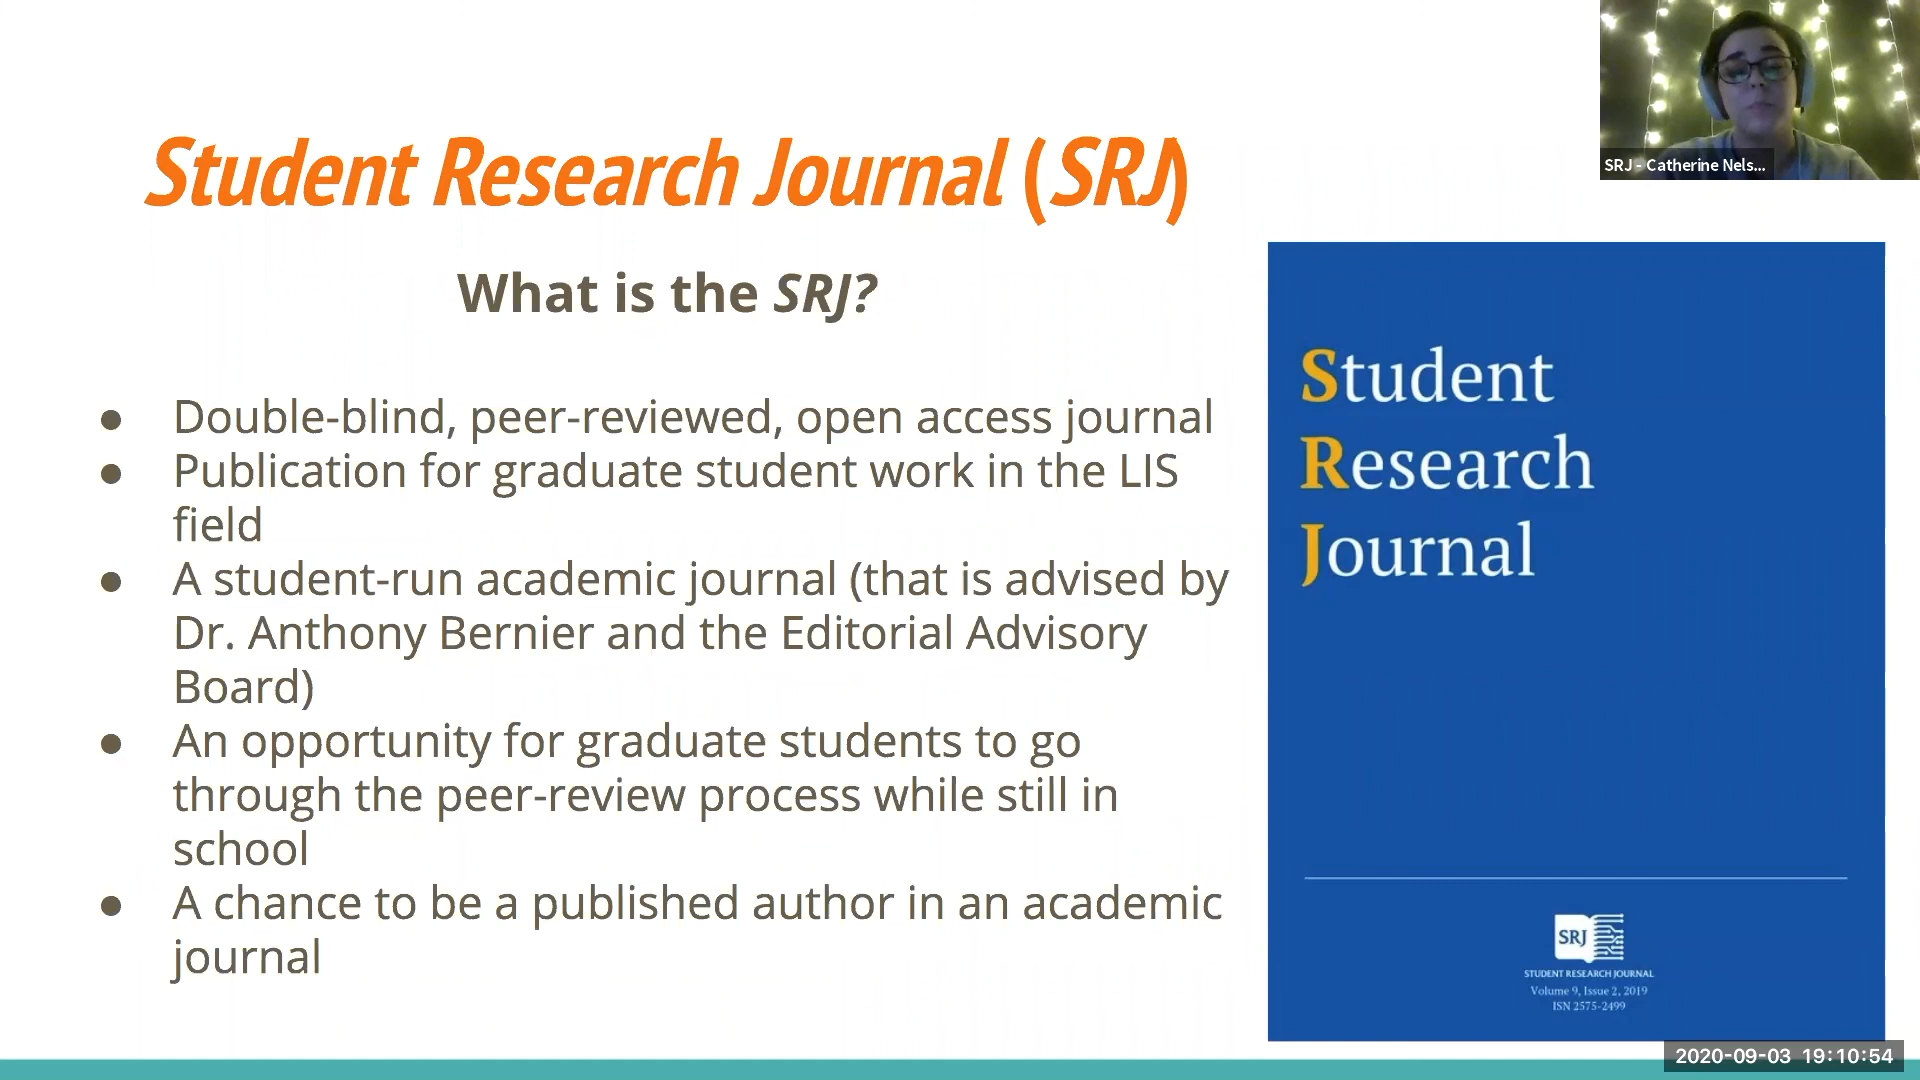 Student Research Journal (SRJ)
SRJ - Catherine Nels...
What is the SRJ?
● Double-blind, peer-reviewed, open access journal
● Publication for graduate student work in the LIS
field
● A student-run academic journal (that is advised by
Dr. Anthony Bernier and the Editorial Advisory
Board)
● An opportunity for graduate students to go
through the peer-review process while still in
school
● A chance to be a published author in an academic
journal
Student
Research
Journal
SRJ
STUDENT RESEARCH JOURNAL
Volume 9, Issue 2, 2019
ISN 2575-2499
2020-09-03 19:10:54